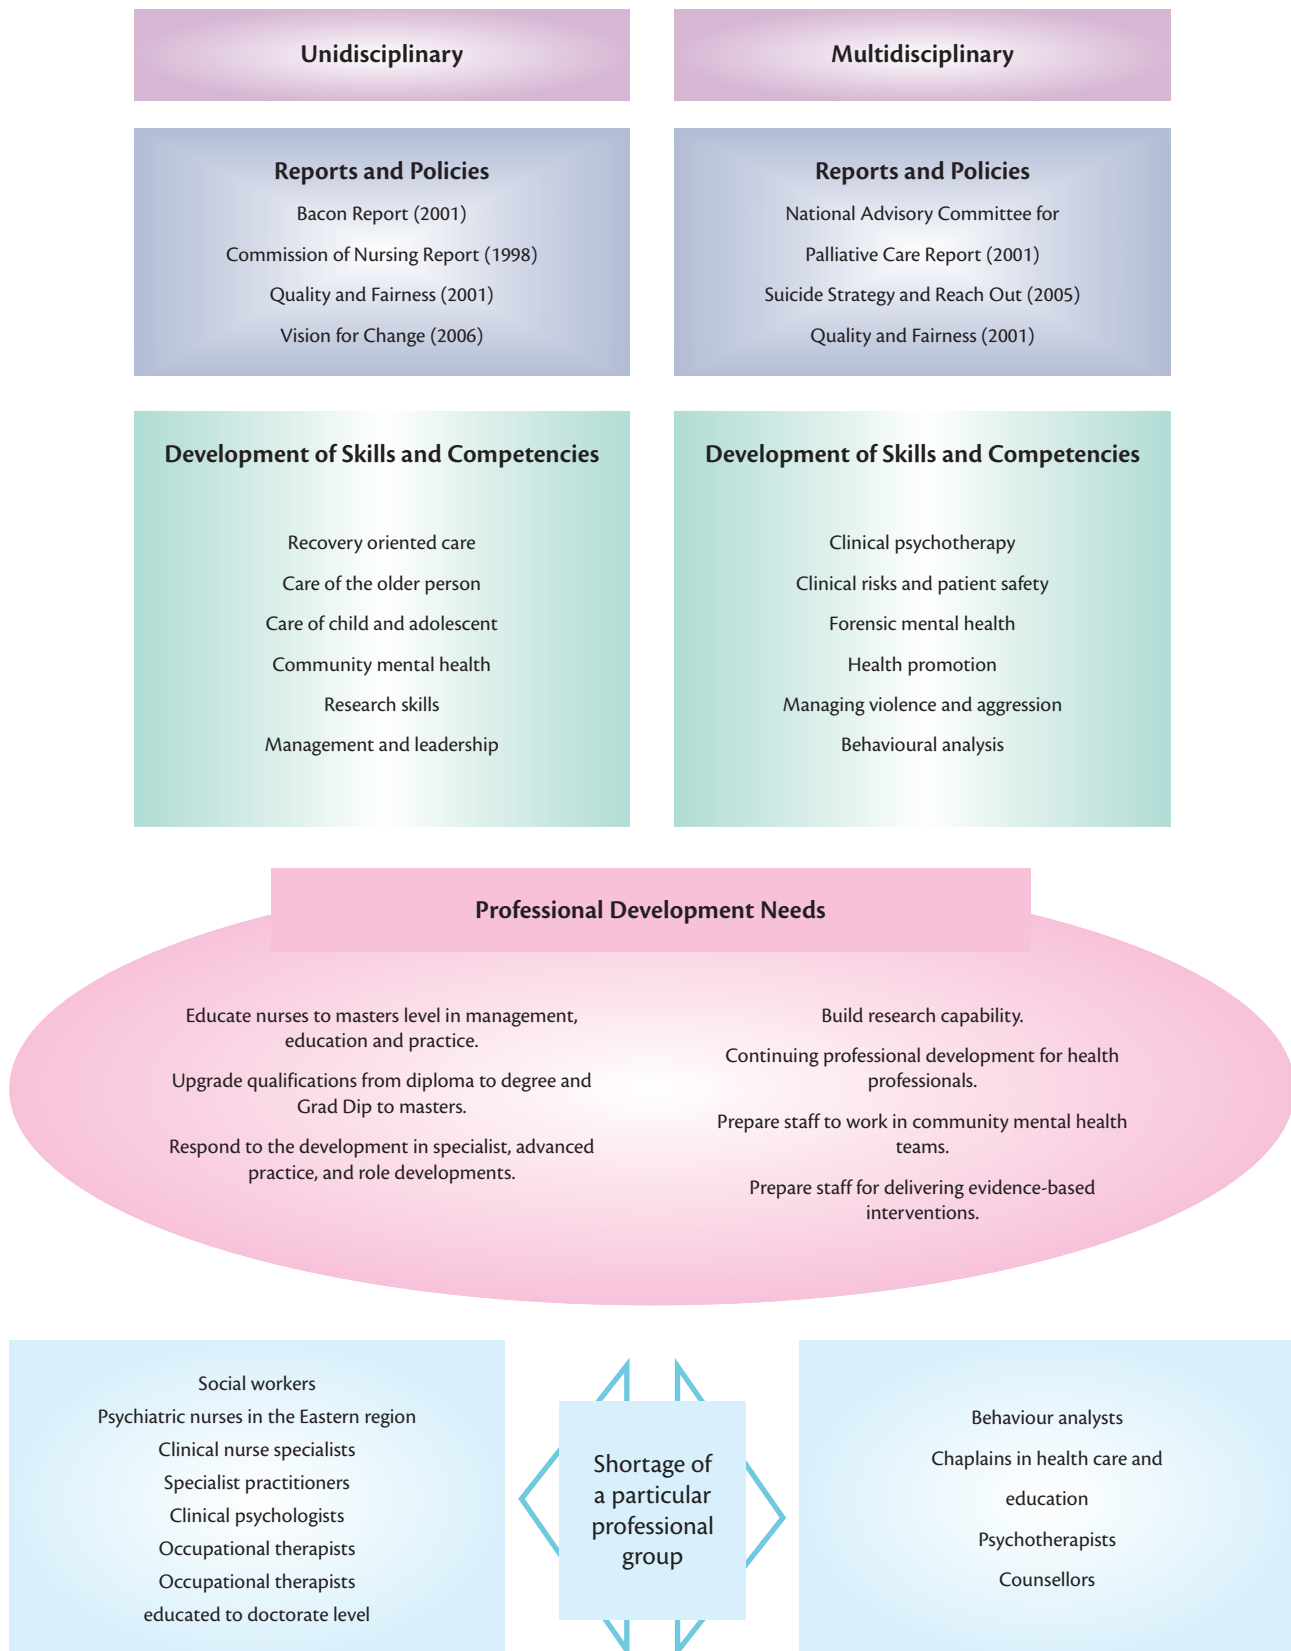 Unidisciplinary
Multidisciplinary
Reports and Policies
Bacon Report (2001)
Commission of Nursing Report (1998)
Quality and Fairness (2001)
Vision for Change (2006)
Reports and Policies
National Advisory Committee for
Palliative Care Report (2001)
Suicide Strategy and Reach Out (2005)
Quality and Fairness (2001)
Development of Skills and Competencies
Recovery oriented care
Care of the older person
Care of child and adolescent
Community mental health
Research skills
Management and leadership
Development of Skills and Competencies
Clinical psychotherapy
Clinical risks and patient safety
Forensic mental health
Health promotion
Managing violence and aggression
Behavioural analysis
Professional Development Needs
Educate nurses to masters level in management,
education and practice.
Upgrade qualifications from diploma to degree and
Grad Dip to masters.
Respond to the development in specialist, advanced
practice, and role developments.
Build research capability.
Continuing professional development for health
professionals.
Prepare staff to work in community mental health
teams.
Prepare staff for delivering evidence-based
interventions.
Social workers
Psychiatric nurses in the Eastern region
Clinical nurse specialists
Specialist practitioners
Clinical psychologists
Occupational therapists
Occupational therapists
educated to doctorate level
Shortage of
a particular
professional
group
Behaviour analysts
Chaplains in health care and
education
Psychotherapists
Counsellors